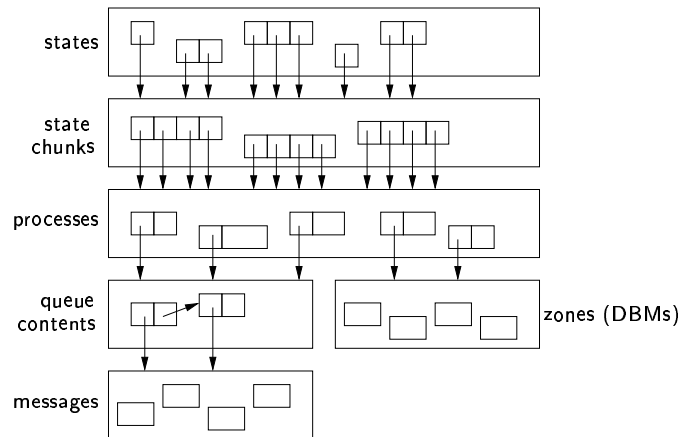 states
state
chunks
processes
queue
contents
zones (DBMs)
messages